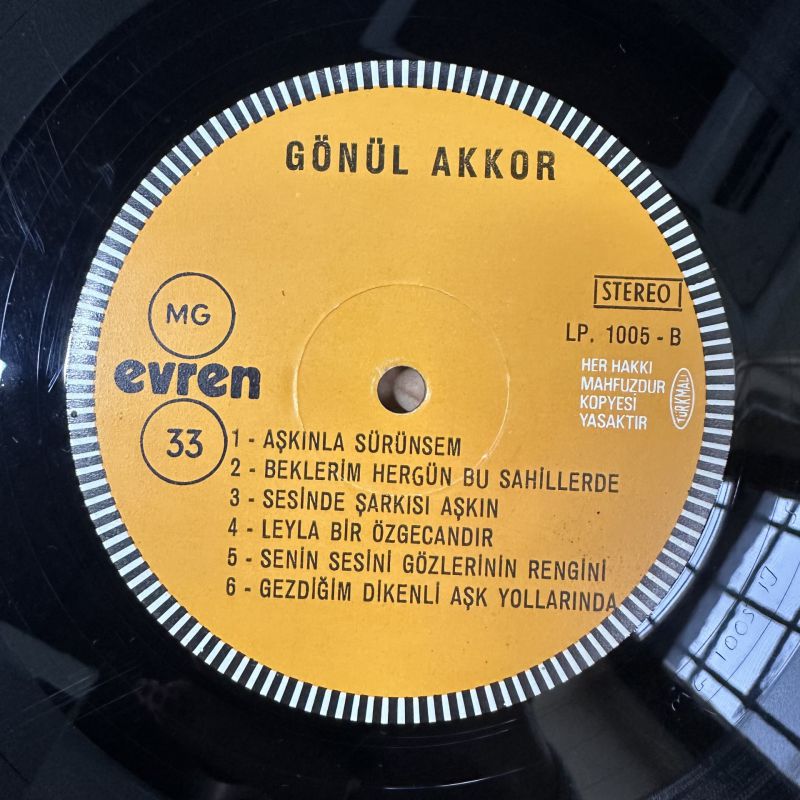 GÖNÜL AKKOR
STEREO
LP. 1005 - B
MG
evren
33
HER HAKKI
MAHFUZDUR
KOPYESİ
YASAKTIR
TÜRKMALI
1 - AŞKINLA SÜRÜNSEM
2 - BEKLERİM HERGÜN BU SAHİLLERDE
3 - SESİNDE ŞARKISI AŞKIN
4 - LEYLA BİR ÖZGECANDIR
5 - SENİN SESİNİ GÖZLERİNİN RENGİNİ
6 - GEZDİĞİM DİKENLİ AŞK YOLLARINDA
1005